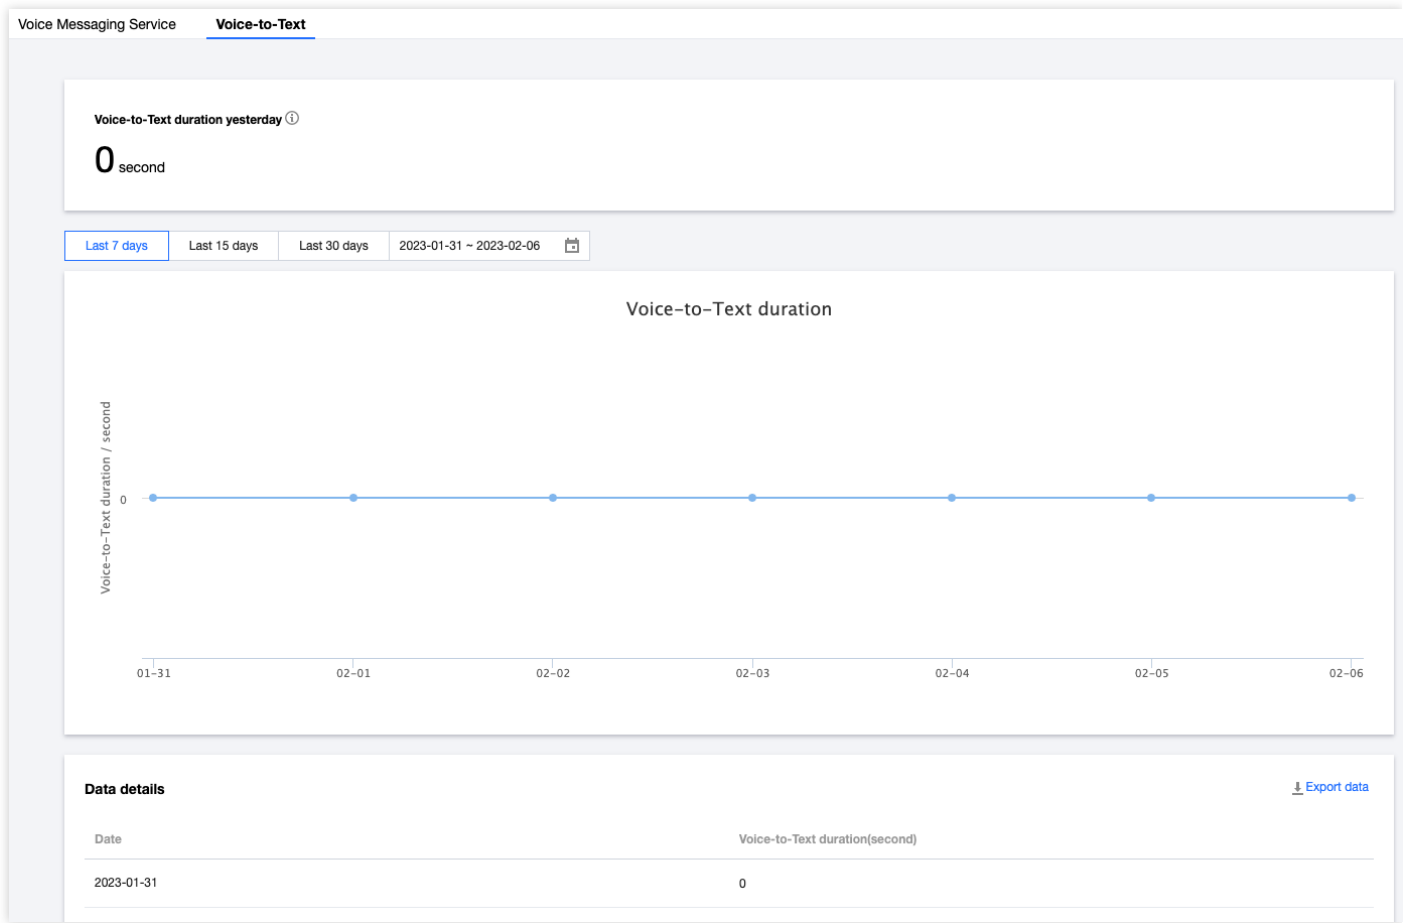 Voice Messaging Service Voice-to-Text
Voice-to-Text duration yesterday
0 second
Last 7 days Last 15 days Last 30 days 2023-01-31 ~ 2023-02-06
Voice-to-Text duration
Voice-to-Text duration / second
0
01-31 02-01 02-02 02-03 02-04 02-05 02-06
Data details Export data
Date Voice-to-Text duration(second)
2023-01-31 0